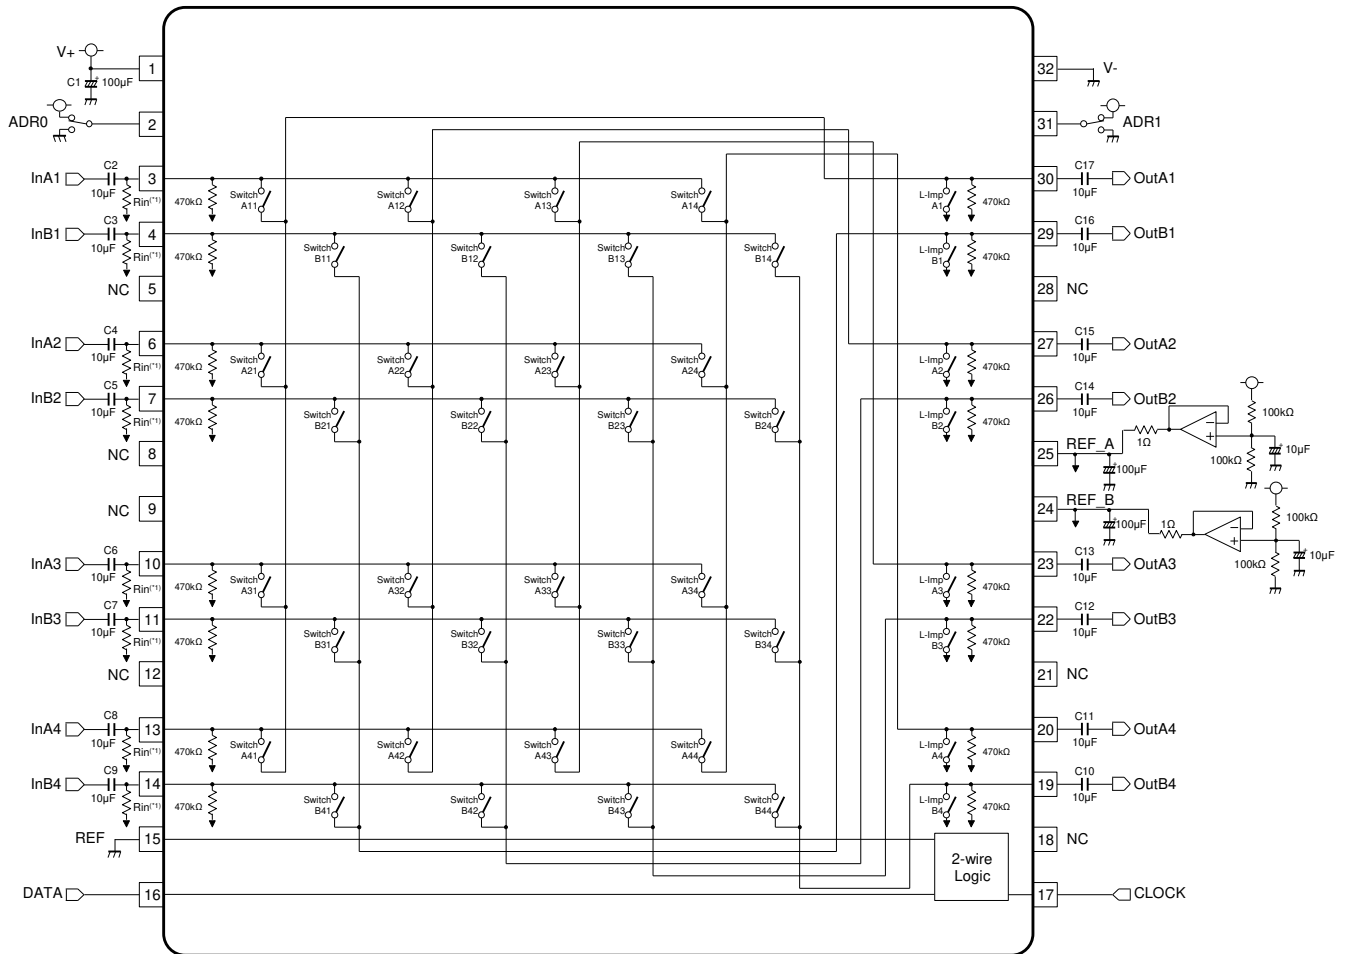 V+
C1
100µF
1
32
V-
ADR0
2
31
ADR1
InA1
C2
10µF
Rin(*1)
3
470kΩ
Switch A11
Switch A12
Switch A13
Switch A14
L-Imp A1
470kΩ
30
C17
10µF
OutA1
InB1
C3
10µF
Rin(*1)
4
470kΩ
Switch B11
Switch B12
Switch B13
Switch B14
L-Imp B1
470kΩ
29
C16
10µF
OutB1
NC
5
28
NC
InA2
C4
10µF
Rin(*1)
6
470kΩ
Switch A21
Switch A22
Switch A23
Switch A24
L-Imp A2
470kΩ
27
C15
10µF
OutA2
InB2
C5
10µF
Rin(*1)
7
470kΩ
Switch B21
Switch B22
Switch B23
Switch B24
L-Imp B2
470kΩ
26
C14
10µF
OutB2
NC
8
25
REF_A
100µF
1Ω
100kΩ
100kΩ
10µF
NC
9
24
REF_B
100µF
1Ω
100kΩ
100kΩ
10µF
InA3
C6
10µF
Rin(*1)
10
470kΩ
Switch A31
Switch A32
Switch A33
Switch A34
L-Imp A3
470kΩ
23
C13
10µF
OutA3
InB3
C7
10µF
Rin(*1)
11
470kΩ
Switch B31
Switch B32
Switch B33
Switch B34
L-Imp B3
470kΩ
22
C12
10µF
OutB3
NC
12
21
NC
InA4
C8
10µF
Rin(*1)
13
470kΩ
Switch A41
Switch A42
Switch A43
Switch A44
L-Imp A4
470kΩ
20
C11
10µF
OutA4
InB4
C9
10µF
Rin(*1)
14
470kΩ
Switch B41
Switch B42
Switch B43
Switch B44
L-Imp B4
470kΩ
19
C10
10µF
OutB4
REF
15
18
NC
2-wire
Logic
DATA
16
17
CLOCK